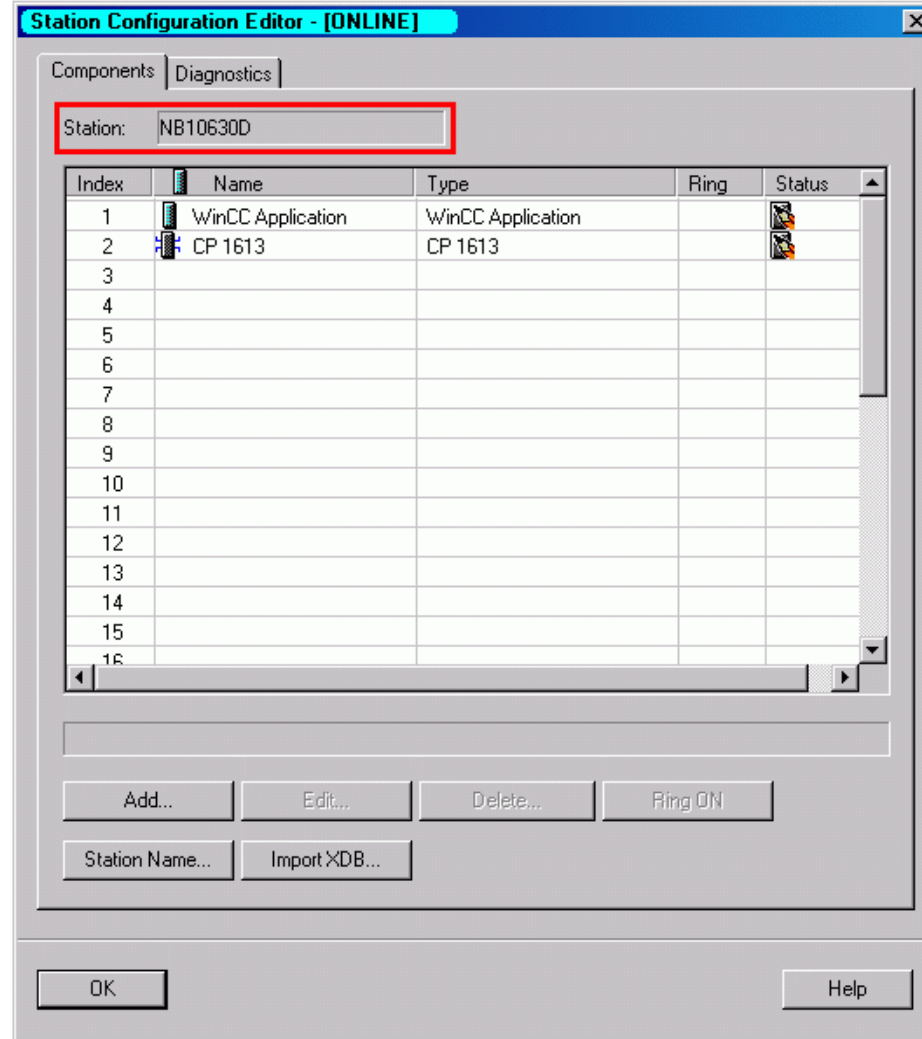 Station Configuration Editor - [ONLINE]
Components Diagnostics
Station: NB10630D
Index Name Type Ring Status
1 WinCC Application WinCC Application
2 CP 1613 CP 1613
3
4
5
6
7
8
9
10
11
12
13
14
15
16
Add... Edit... Delete... Ring ON
Station Name... Import XDB...
OK Help